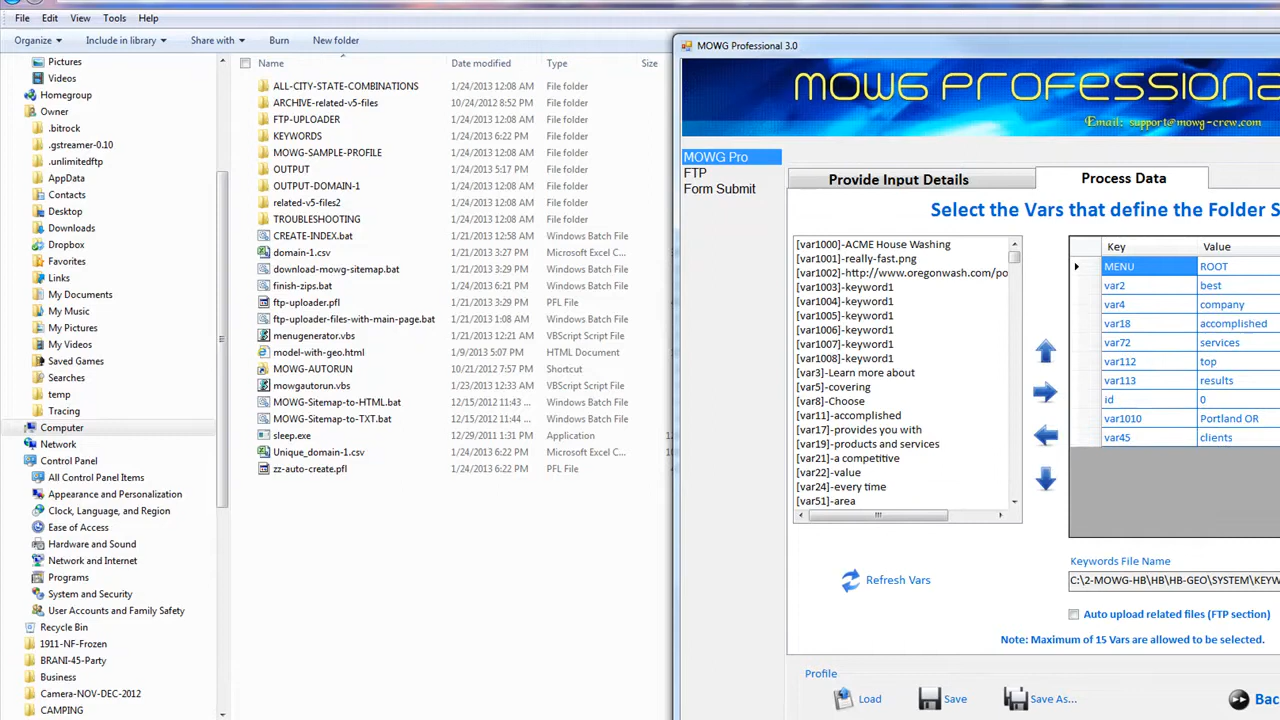 File Edit View Tools Help
Organize Include in library Share with Burn New folder
Pictures
Videos
Homegroup
Owner
.bitrock
.gstreamer-0.10
.unlimitedftp
AppData
Contacts
Desktop
Downloads
Dropbox
Favorites
Links
My Documents
My Music
My Pictures
My Videos
Saved Games
Searches
temp
Tracing
Computer
Network
Control Panel
All Control Panel Items
Appearance and Personalization
Clock, Language, and Region
Ease of Access
Hardware and Sound
Network and Internet
Programs
System and Security
User Accounts and Family Safety
Recycle Bin
1911-NF-Frozen
BRANI-45-Party
Business
Camera-NOV-DEC-2012
CAMPING
Name Date modified Type Size
ALL-CITY-STATE-COMBINATIONS 1/24/2013 12:08 AM File folder
ARCHIVE-related-v5-files 10/24/2012 8:52 PM File folder
FTP-UPLOADER 1/24/2013 12:08 AM File folder
KEYWORDS 1/24/2013 6:22 PM File folder
MOWG-SAMPLE-PROFILE 1/24/2013 12:08 AM File folder
OUTPUT 1/24/2013 5:17 PM File folder
OUTPUT-DOMAIN-1 1/24/2013 12:08 AM File folder
related-v5-files2 1/24/2013 12:08 AM File folder
TROUBLESHOOTING 1/24/2013 12:08 AM File folder
CREATE-INDEX.bat 1/21/2013 12:58 AM Windows Batch File
domain-1.csv 1/21/2013 3:27 PM Microsoft Excel C...
download-mowg-sitemap.bat 1/21/2013 3:29 PM Windows Batch File
finish-zips.bat 1/24/2013 6:21 PM Windows Batch File
ftp-uploader.pfl 1/21/2013 3:29 PM PFL File
ftp-uploader-files-with-main-page.bat 1/21/2013 1:08 AM Windows Batch File
menugenerator.vbs 1/21/2013 12:21 AM VBScript Script File
model-with-geo.html 1/9/2013 5:07 PM HTML Document
MOWG-AUTORUN 10/21/2012 7:57 PM Shortcut
mowgautorun.vbs 1/23/2013 12:33 AM VBScript Script File
MOWG-Sitemap-to-HTML.bat 12/15/2012 11:43 ... Windows Batch File
MOWG-Sitemap-to-TXT.bat 12/15/2012 11:44 ... Windows Batch File
sleep.exe 12/29/2011 1:31 PM Application 12
Unique_domain-1.csv 1/24/2013 6:22 PM Microsoft Excel C...
zz-auto-create.pfl 1/24/2013 6:22 PM PFL File
MOWG Professional 3.0
MOWG PROFESSIONA
Email: support@mowg-crew.com
MOWG Pro
FTP
Form Submit
Provide Input Details Process Data
Select the Vars that define the Folder S
[var1000]-ACME House Washing
[var1001]-really-fast.png
[var1002]-http://www.oregonwash.com/po
[var1003]-keyword1
[var1004]-keyword1
[var1005]-keyword1
[var1006]-keyword1
[var1007]-keyword1
[var1008]-keyword1
[var3]-Learn more about
[var5]-covering
[var8]-Choose
[var11]-accomplished
[var17]-provides you with
[var19]-products and services
[var21]-a competitive
[var22]-value
[var24]-every time
[var51]-area
Key Value
MENU ROOT
var2 best
var4 company
var18 accomplished
var72 services
var112 top
var113 results
id 0
var1010 Portland OR
var45 clients
Refresh Vars
Keywords File Name
C:\2-MOWG-HB\HB\HB-GEO\SYSTEM\KEYW
Auto upload related files (FTP section)
Note: Maximum of 15 Vars are allowed to be selected.
Profile
Load Save Save As... Bac